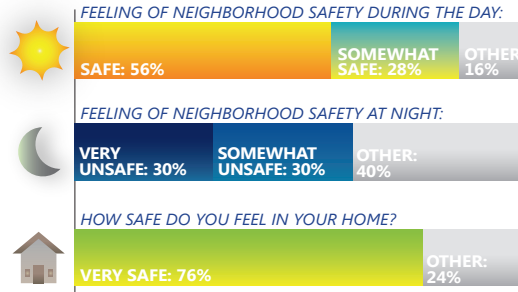 FEELING OF NEIGHBORHOOD SAFETY DURING THE DAY:
SAFE: 56%
SOMEWHAT
SAFE: 28%
OTHER
16%
FEELING OF NEIGHBORHOOD SAFETY AT NIGHT:
VERY
UNSAFE: 30%
SOMEWHAT
UNSAFE: 30%
OTHER:
40%
HOW SAFE DO YOU FEEL IN YOUR HOME?
VERY SAFE: 76%
OTHER:
24%